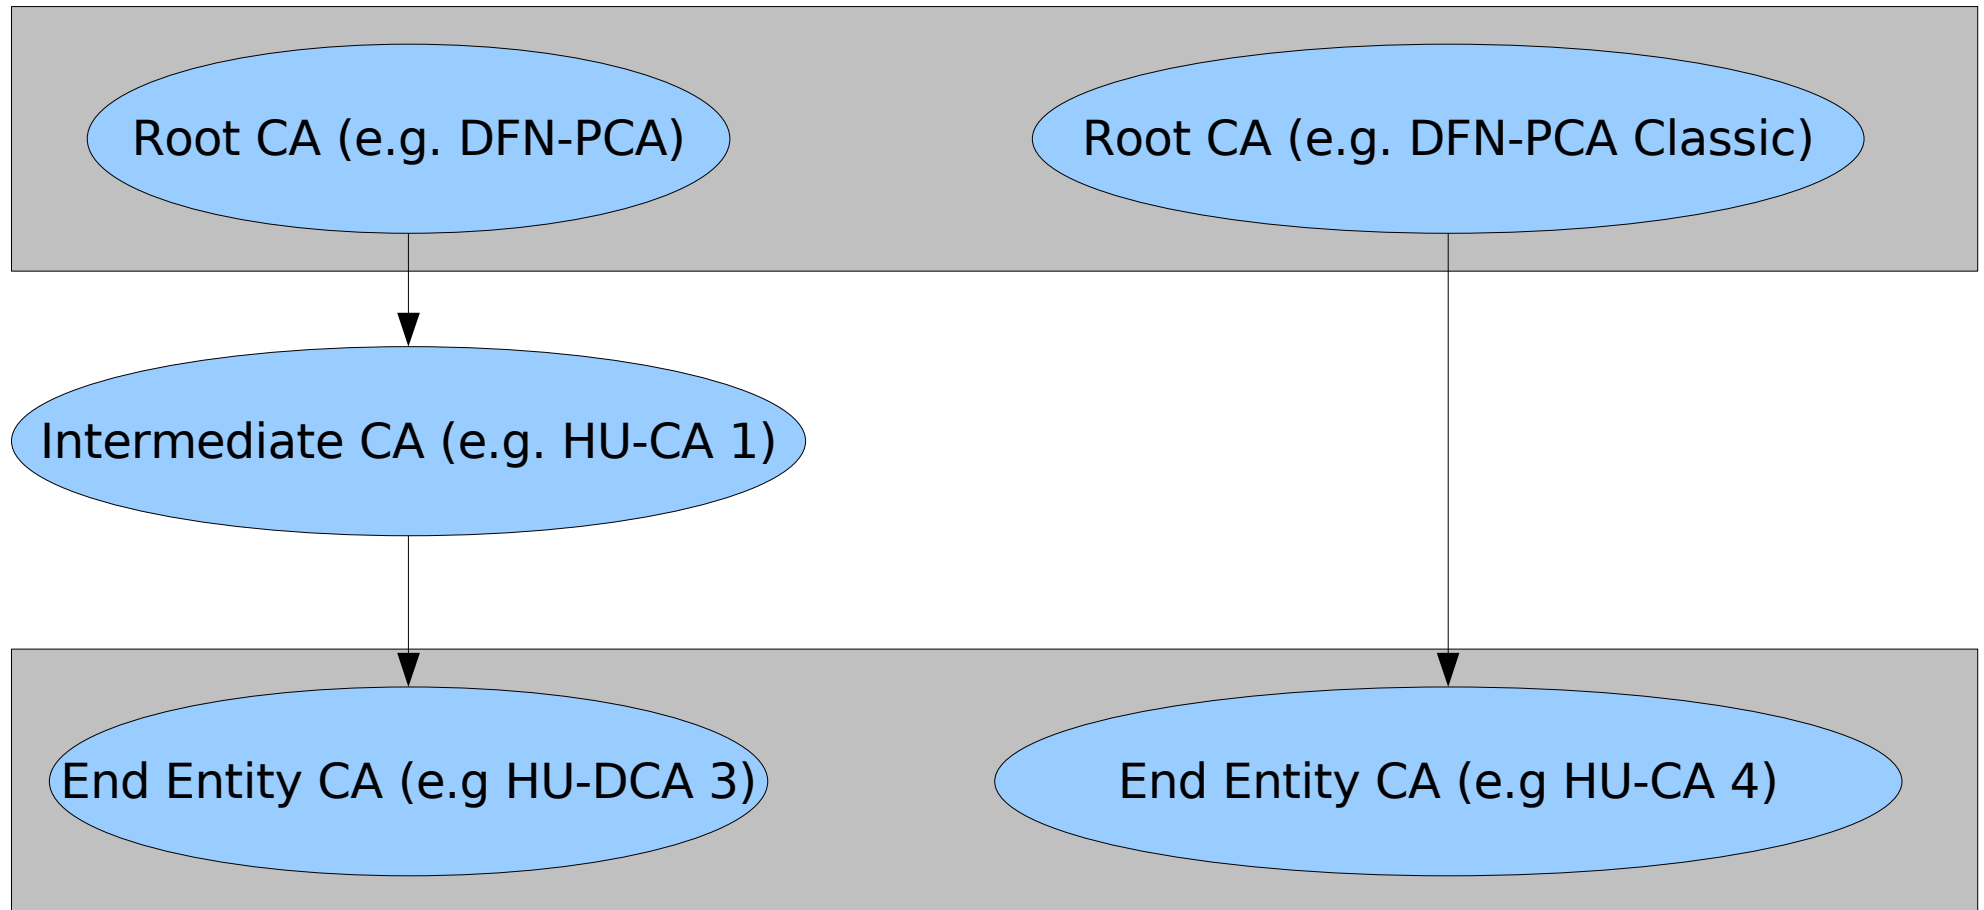 Root CA (e.g. DFN-PCA)
Root CA (e.g. DFN-PCA Classic)
Intermediate CA (e.g. HU-CA 1)
End Entity CA (e.g HU-DCA 3)
End Entity CA (e.g HU-CA 4)